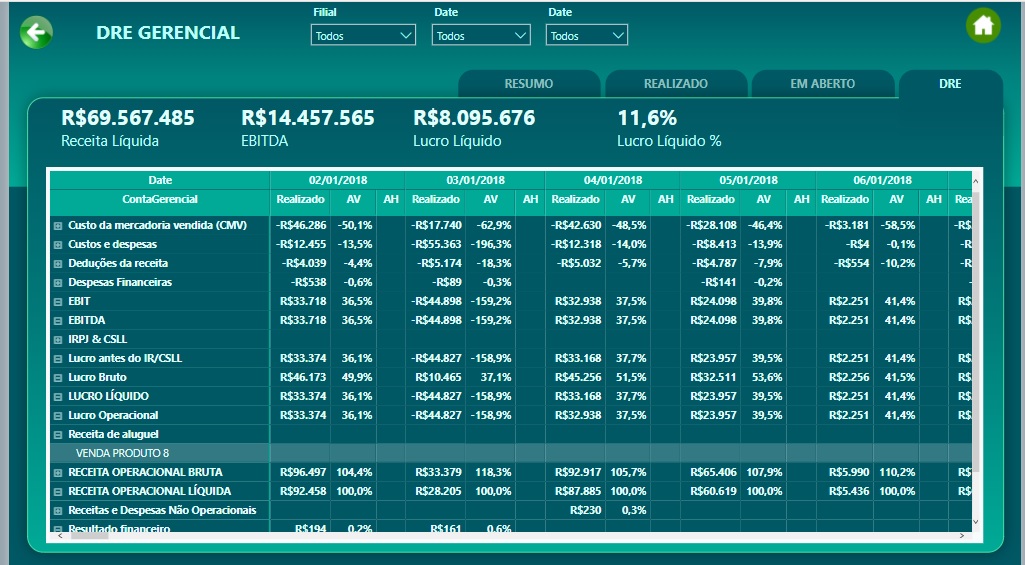 DRE GERENCIAL
Filial Date Date
Todos Todos Todos
RESUMO REALIZADO EM ABERTO DRE
R$69.567.485 R$14.457.565 R$8.095.676 11,6%
Receita Líquida EBITDA Lucro Líquido Lucro Líquido %
Date 02/01/2018 03/01/2018 04/01/2018 05/01/2018 06/01/2018
ContaGerencial Realizado AV AH Realizado AV AH Realizado AV AH Realizado AV AH Realizado AV AH Rea
Custo da mercadoria vendida (CMV) -R$46.286 -50,1% -R$17.740 -62,9% -R$42.630 -48,5% -R$28.108 -46,4% -R$3.181 -58,5% -R$
Custos e despesas -R$12.455 -13,5% -R$55.363 -196,3% -R$12.318 -14,0% -R$8.413 -13,9% -R$4 -0,1% -R
Deduções da receita -R$4.039 -4,4% -R$5.174 -18,3% -R$5.032 -5,7% -R$4.787 -7,9% -R$554 -10,2% -R
Despesas Financeiras -R$538 -0,6% -R$89 -0,3% -R$141 -0,2% -
EBIT R$33.718 36,5% -R$44.898 -159,2% R$32.938 37,5% R$24.098 39,8% R$2.251 41,4% R$
EBITDA R$33.718 36,5% -R$44.898 -159,2% R$32.938 37,5% R$24.098 39,8% R$2.251 41,4% R$
IRPJ & CSLL
Lucro antes do IR/CSLL R$33.374 36,1% -R$44.827 -158,9% R$33.168 37,7% R$23.957 39,5% R$2.251 41,4% R$
Lucro Bruto R$46.173 49,9% R$10.465 37,1% R$45.256 51,5% R$32.511 53,6% R$2.256 41,5% R$
LUCRO LÍQUIDO R$33.374 36,1% -R$44.827 -158,9% R$33.168 37,7% R$23.957 39,5% R$2.251 41,4% R$
Lucro Operacional R$33.374 36,1% -R$44.827 -158,9% R$32.938 37,5% R$23.957 39,5% R$2.251 41,4% R$
Receita de aluguel
VENDA PRODUTO 8
RECEITA OPERACIONAL BRUTA R$96.497 104,4% R$33.379 118,3% R$92.917 105,7% R$65.406 107,9% R$5.990 110,2% R$
RECEITA OPERACIONAL LÍQUIDA R$92.458 100,0% R$28.205 100,0% R$87.885 100,0% R$60.619 100,0% R$5.436 100,0% R$
Receitas e Despesas Não Operacionais R$230 0,3%
Resultado financeiro R$194 0,2% R$161 0,6%